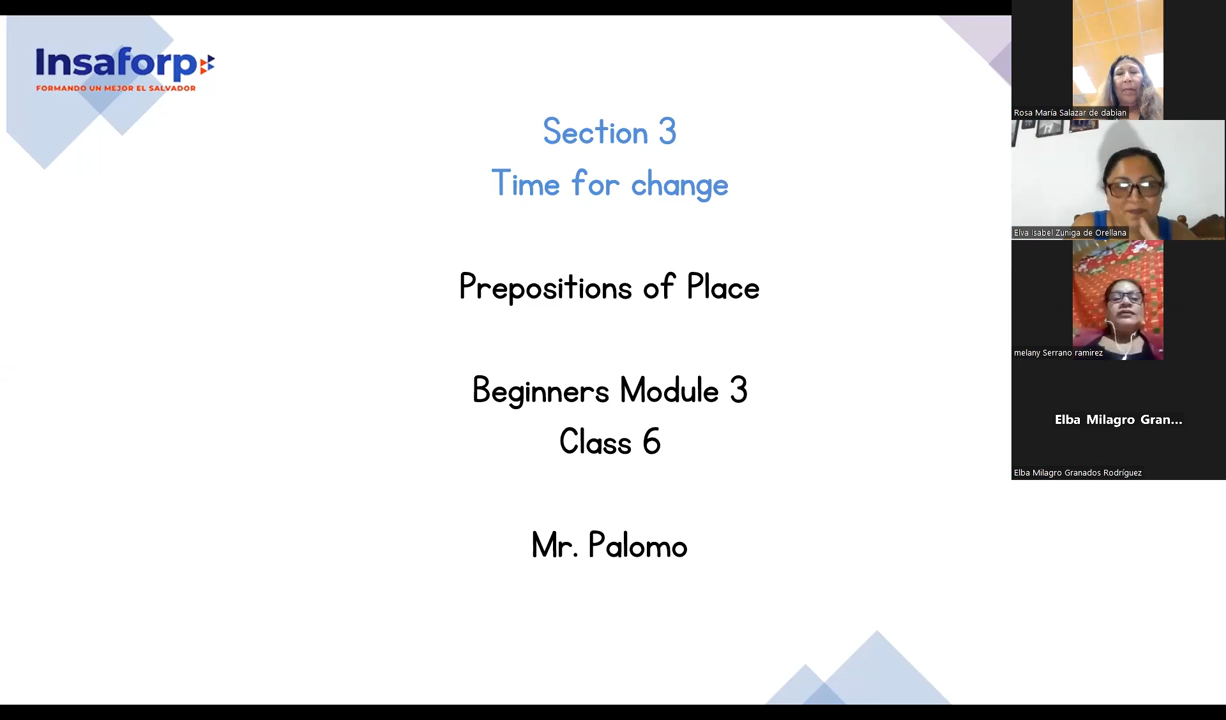 Insaforp
FORMANDO UN MEJOR EL SALVADOR
Section 3
Time for change
Prepositions of Place
Beginners Module 3
Class 6
Mr. Palomo
Rosa María Salazar de dabian
Elva Isabel Zuniga de Orellana
melany Serrano ramirez
Elba Milagro Gran...
Elba Milagro Granados Rodríguez